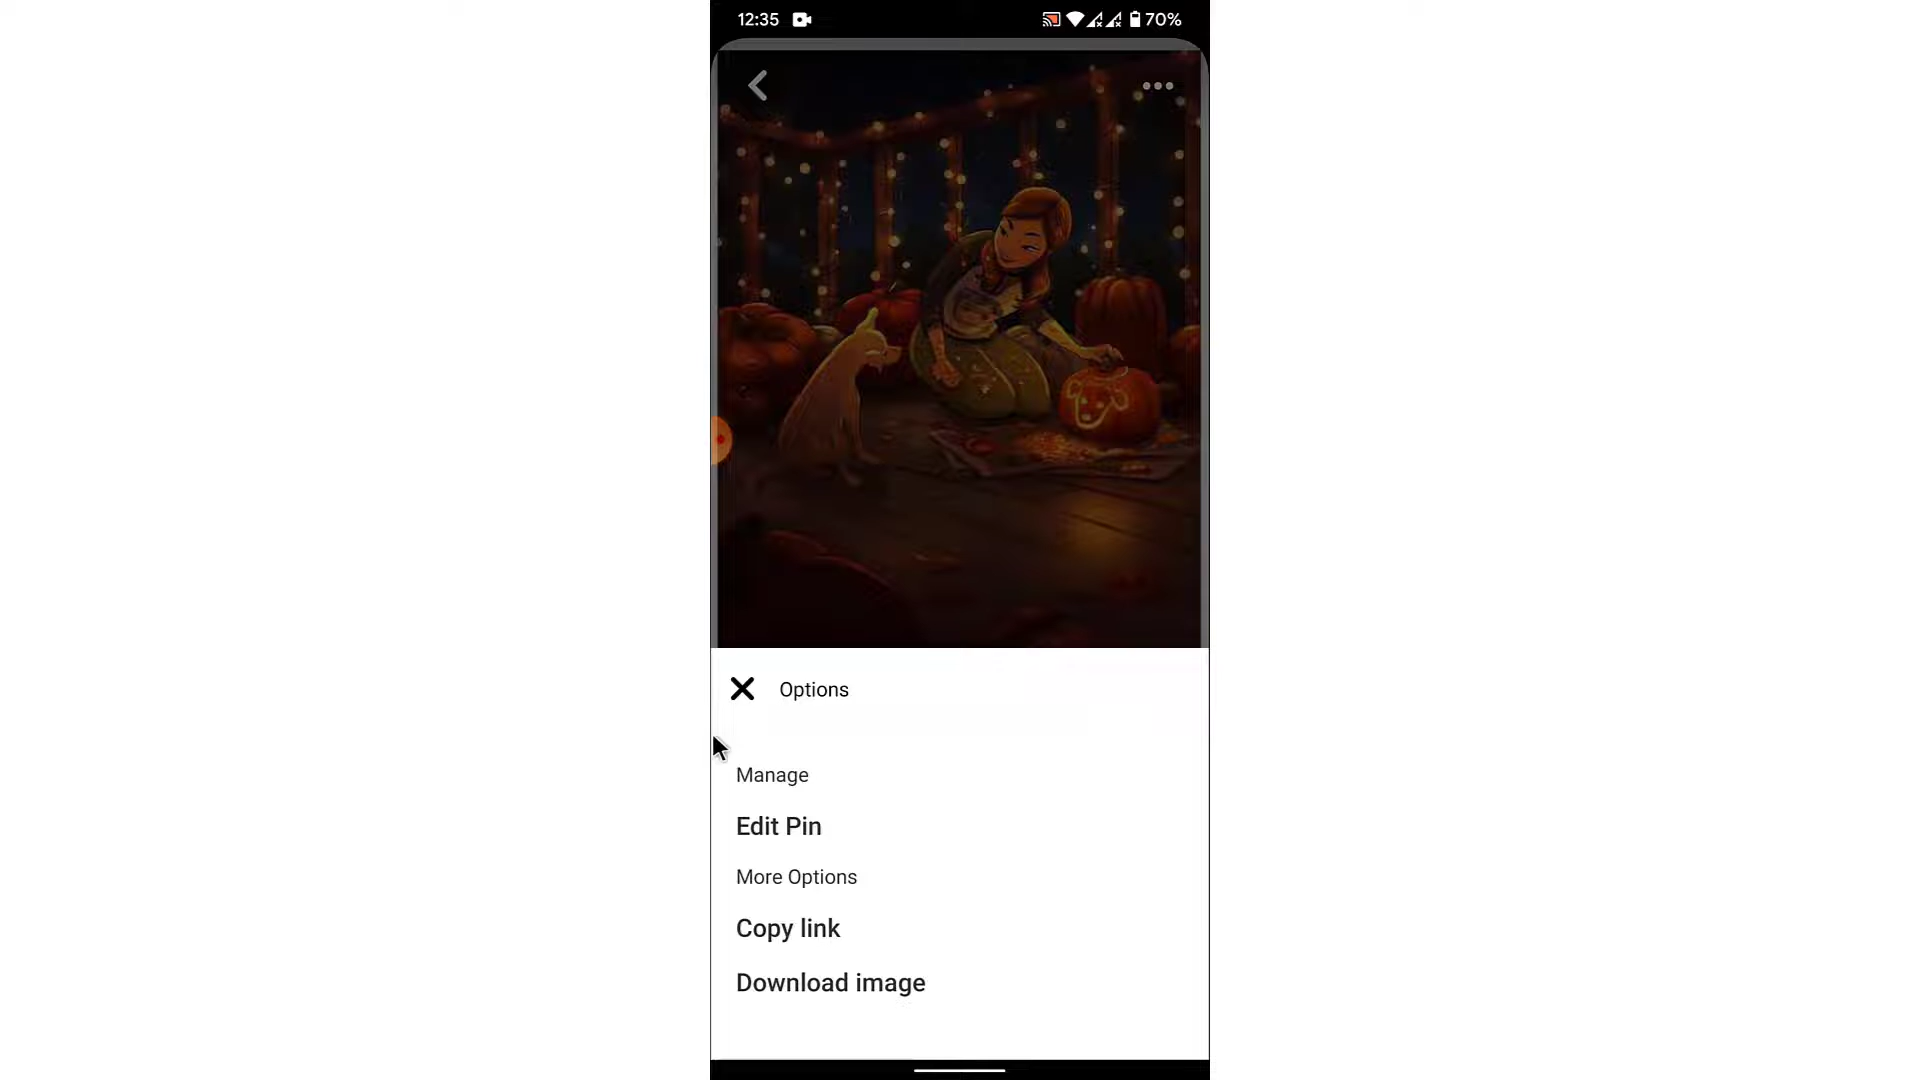 12:35
70%
Options
Manage
Edit Pin
More Options
Copy link
Download image